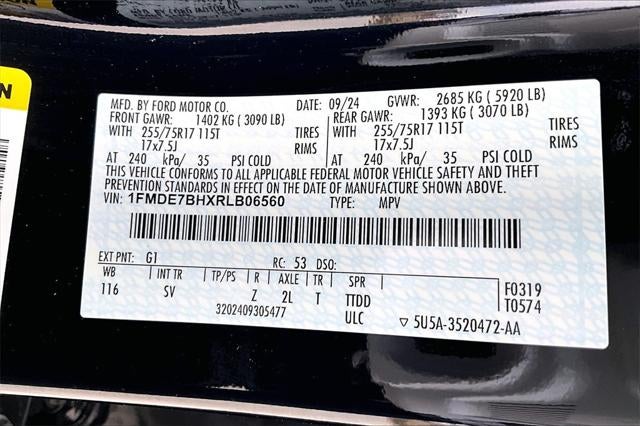 MFD. BY FORD MOTOR CO. DATE: 09/24 GVWR: 2685 KG ( 5920 LB)
FRONT GAWR: 1402 KG ( 3090 LB) REAR GAWR: 1393 KG ( 3070 LB)
WITH 255/75R17 115T TIRES WITH 255/75R17 115T TIRES
17x7.5J RIMS 17x7.5J RIMS
AT 240 kPa/ 35 PSI COLD AT 240 kPa/ 35 PSI COLD
THIS VEHICLE CONFORMS TO ALL APPLICABLE FEDERAL MOTOR VEHICLE SAFETY AND THEFT
PREVENTION STANDARDS IN EFFECT ON THE DATE OF MANUFACTURE SHOWN ABOVE.
VIN: 1FMDE7BHXRLB06560 TYPE: MPV
EXT PNT: G1 RC: 53 DSO:
WB INT TR TP/PS R AXLE TR SPR
116 SV Z 2L T TTDD F0319
3202409305477 ULC T0574
▽ 5U5A-3520472-AA